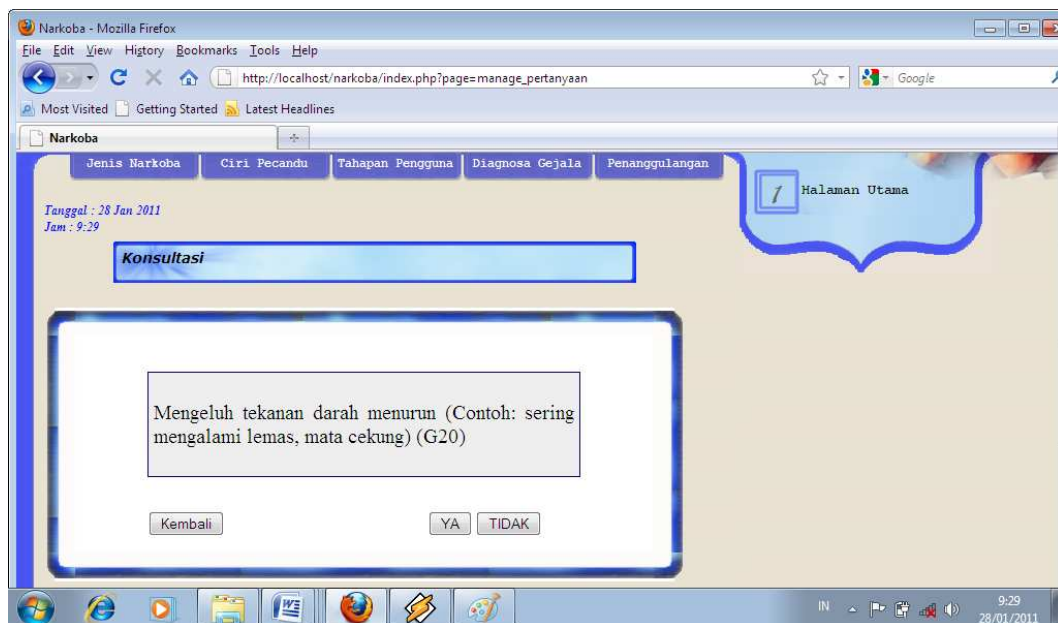 Narkoba - Mozilla Firefox
File Edit View History Bookmarks Tools Help
http://localhost/narkoba/index.php?page=manage_pertanyaan
Google
Most Visited Getting Started Latest Headlines
Narkoba
Jenis Narkoba Ciri Pecandu Tahapan Pengguna Diagnosa Gejala Penanggulangan
1 Halaman Utama
Tanggal : 28 Jan 2011
Jam : 9:29
Konsultasi
Mengeluh tekanan darah menurun (Contoh: sering
mengalami lemas, mata cekung) (G20)
Kembali YA TIDAK
IN 9:29
28/01/2011